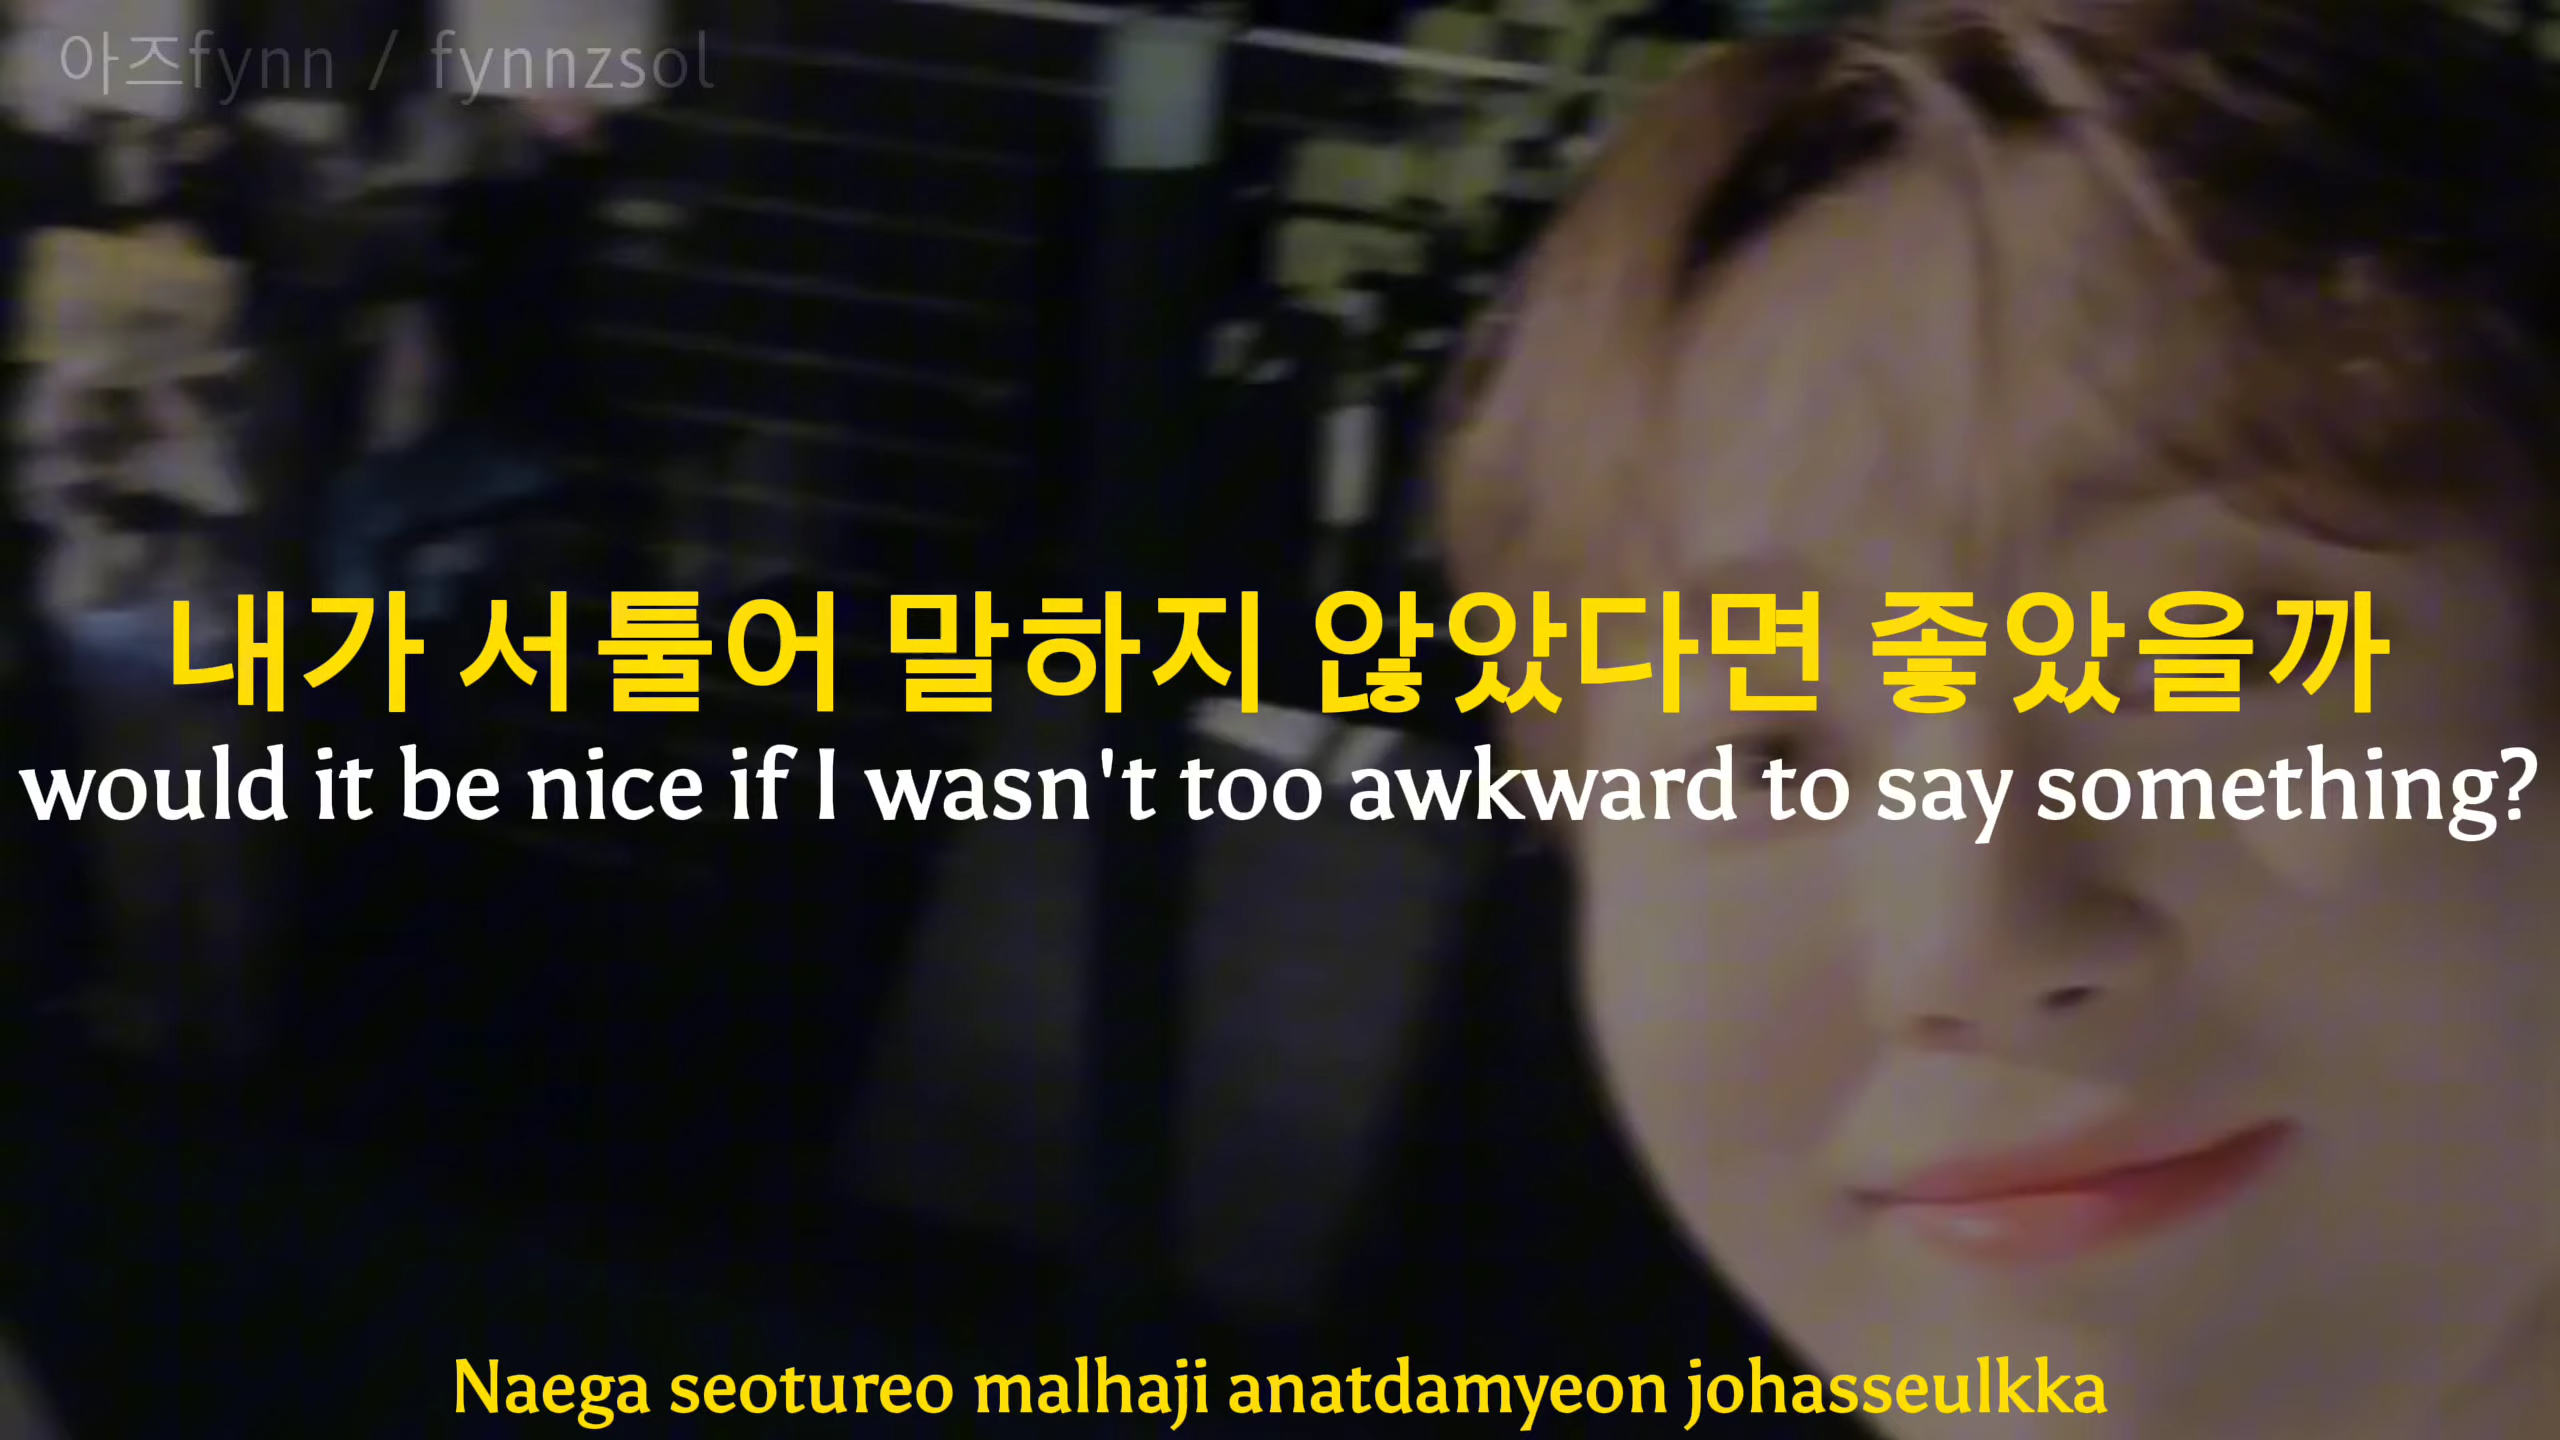 아즈fynn / fynnzsol
내가 서툴어 말하지 않았다면 좋았을까
would it be nice if I wasn't too awkward to say something?
Naega seotureo malhaji anatdamyeon johasseulkka